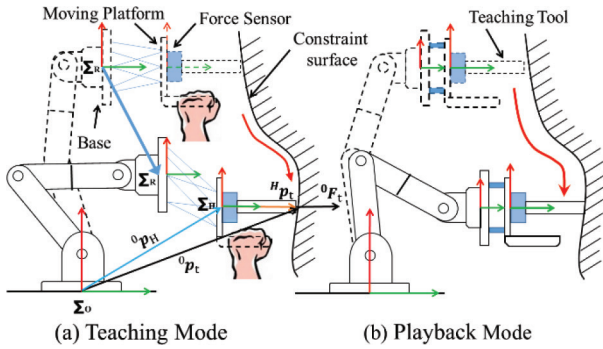 Moving Platform
Force Sensor
Teaching Tool
Constraint
surface
Σ_R
Base
Σ_R
Σ_H
ᴴp_t
⁰F_t
⁰p_H
⁰p_t
Σ_O
(a) Teaching Mode
(b) Playback Mode